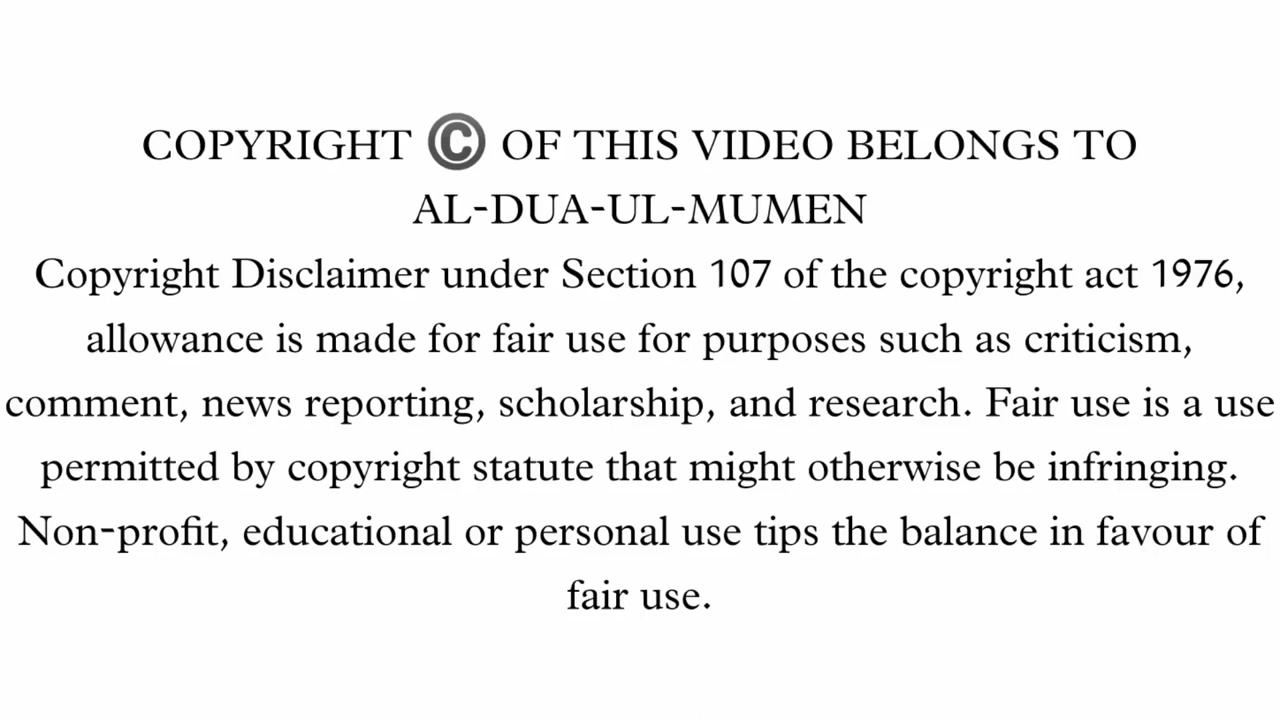 COPYRIGHT © OF THIS VIDEO BELONGS TO
AL-DUA-UL-MUMEN
Copyright Disclaimer under Section 107 of the copyright act 1976,
allowance is made for fair use for purposes such as criticism,
comment, news reporting, scholarship, and research. Fair use is a use
permitted by copyright statute that might otherwise be infringing.
Non-profit, educational or personal use tips the balance in favour of
fair use.